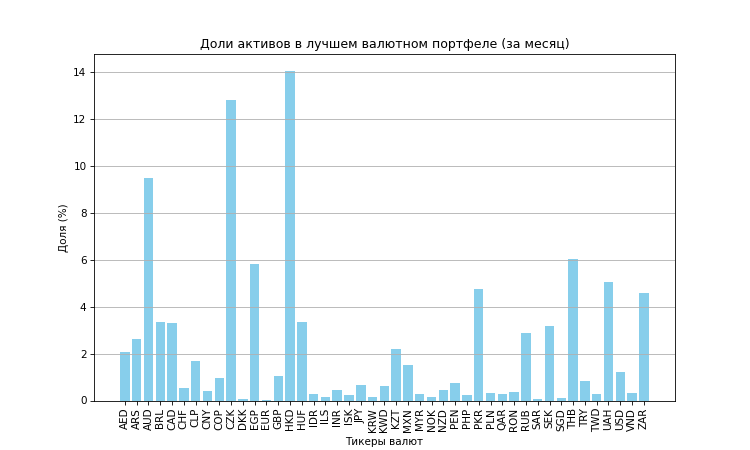 Доли активов в лучшем валютном портфеле (за месяц)
Доля (%)
14
12
10
8
6
4
2
0
AED
ARS
AUD
BRL
CAD
CHF
CLP
CNY
COP
CZK
DKK
EGP
EUR
GBP
HKD
HUF
IDR
ILS
INR
ISK
JPY
KRW
KWD
KZT
MXN
MYR
NOK
NZD
PEN
PHP
PKR
PLN
QAR
RON
RUB
SAR
SEK
SGD
THB
TRY
TWD
UAH
USD
VND
ZAR
Тикеры валют